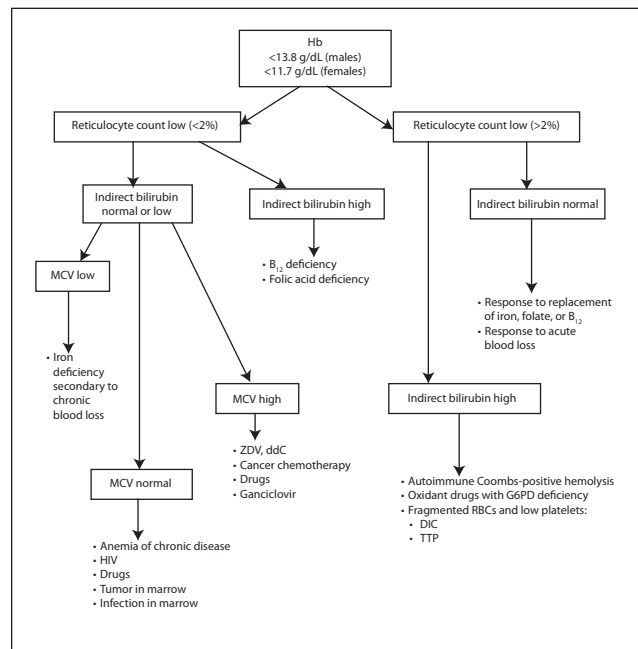 Hb
<13.8 g/dL (males)
<11.7 g/dL (females)
Reticulocyte count low (<2%)
Reticulocyte count low (>2%)
Indirect bilirubin
normal or low
Indirect bilirubin high
Indirect bilirubin normal
• B₁₂ deficiency
• Folic acid deficiency
MCV low
• Response to replacement
of iron, folate, or B₁₂
• Response to acute
blood loss
• Iron
deficiency
secondary to
chronic
blood loss
MCV high
Indirect bilirubin high
• ZDV, ddC
• Cancer chemotherapy
• Drugs
• Ganciclovir
MCV normal
• Autoimmune Coombs-positive hemolysis
• Oxidant drugs with G6PD deficiency
• Fragmented RBCs and low platelets:
• DIC
• TTP
• Anemia of chronic disease
• HIV
• Drugs
• Tumor in marrow
• Infection in marrow